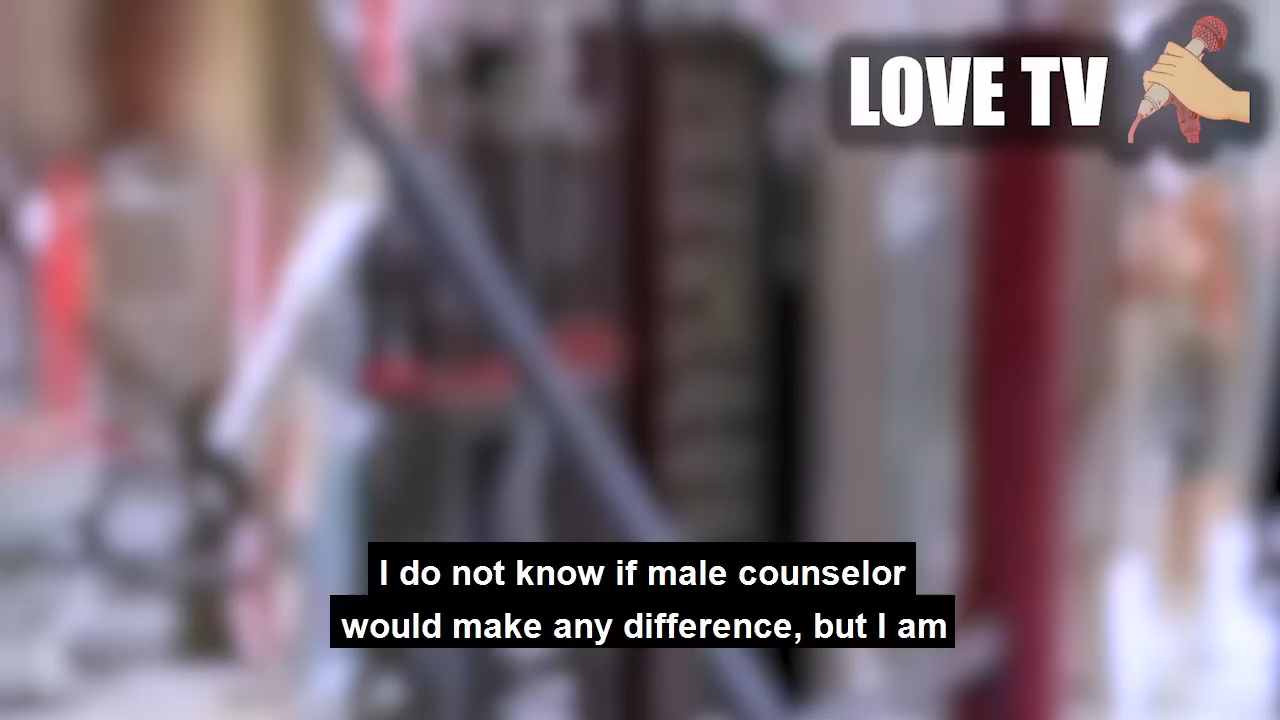 LOVE TV
I do not know if male counselor
would make any difference, but I am